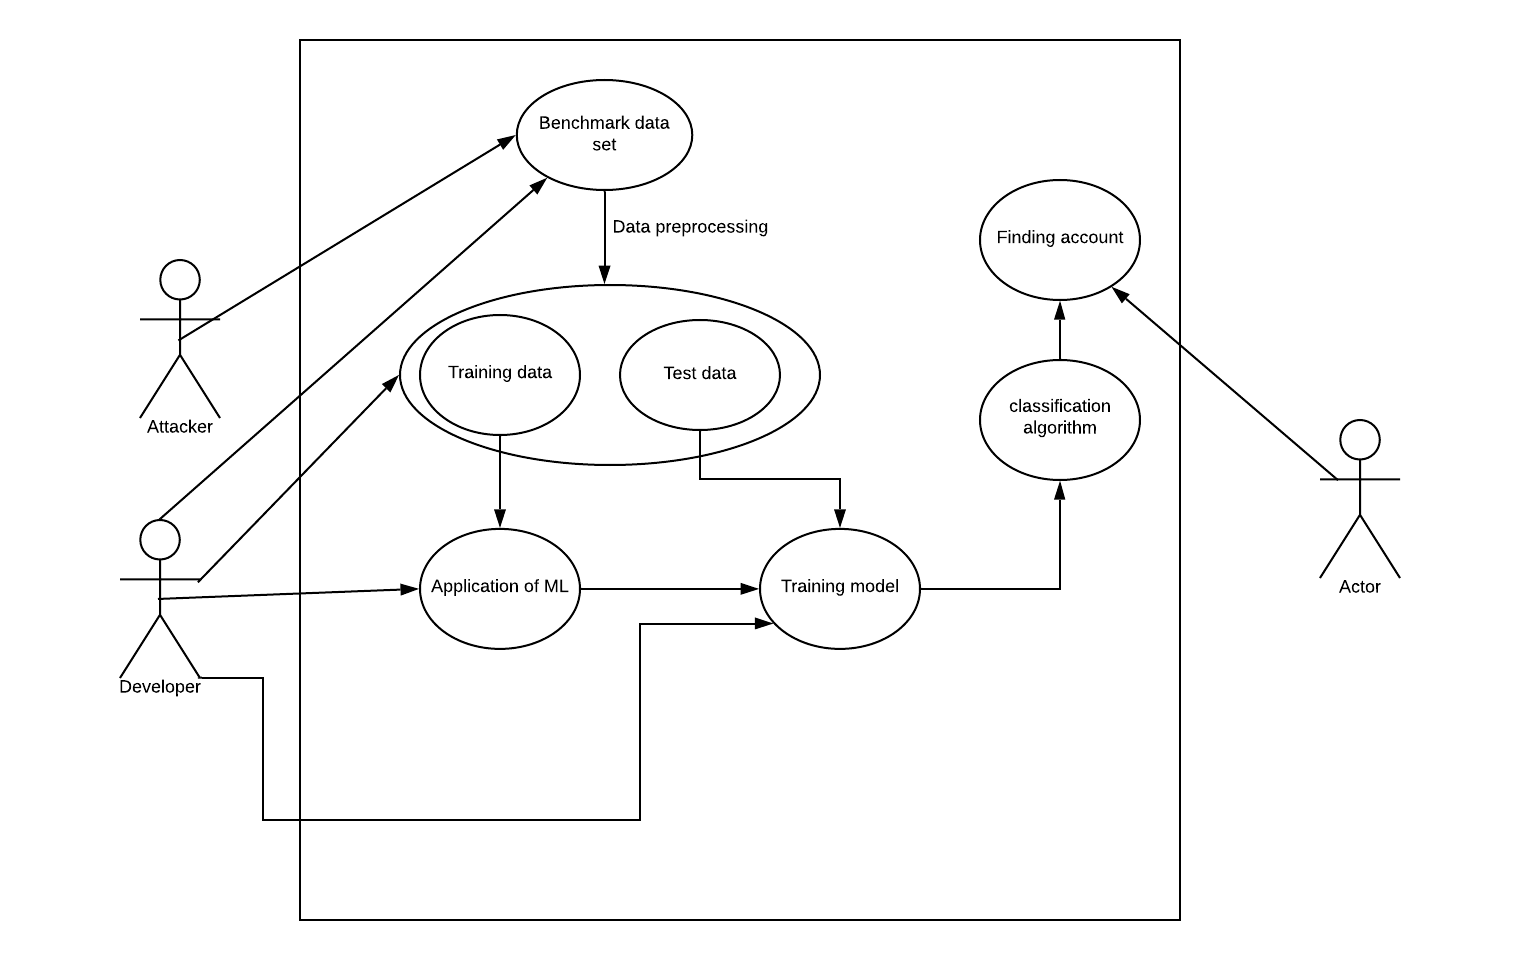 Benchmark data
set
Data preprocessing
Finding account
Training data
Test data
classification
algorithm
Attacker
Application of ML
Training model
Actor
Developer